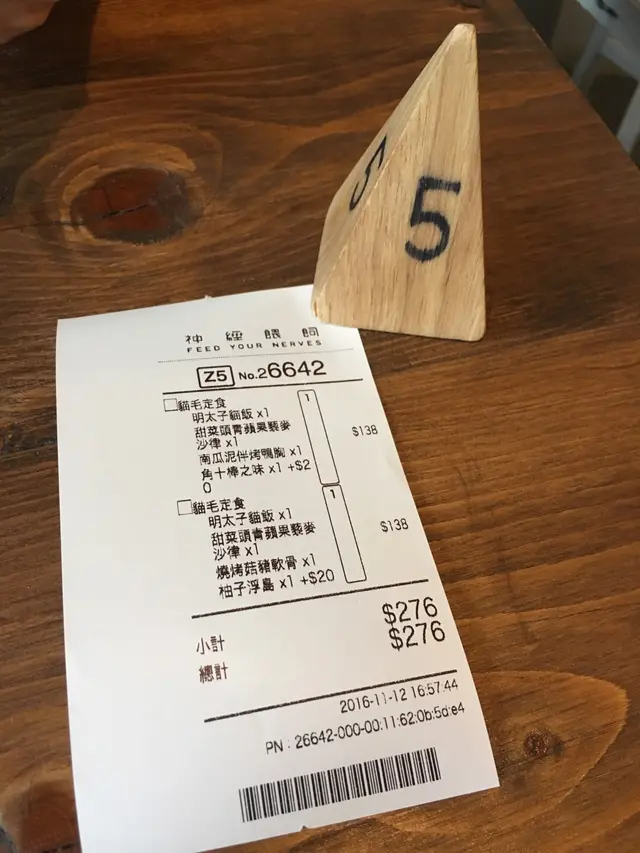 5
5
神經餵飼
FEED YOUR NERVES
Z5 No.26642
貓毛定食 1 $138
明太子貓飯 x1
甜菜頭青蘋果藜麥
沙律 x1
南瓜泥伴烤鴨胸 x1
角十棒之味 x1 +$2
0
貓毛定食 1 $138
明太子貓飯 x1
甜菜頭青蘋果藜麥
沙律 x1
燒烤菇豬軟骨 x1
柚子浮島 x1 +$20
小計 $276
總計 $276
2016-11-12 16:57:44
PN : 26642-000-00:11:62:0b:5d:e4